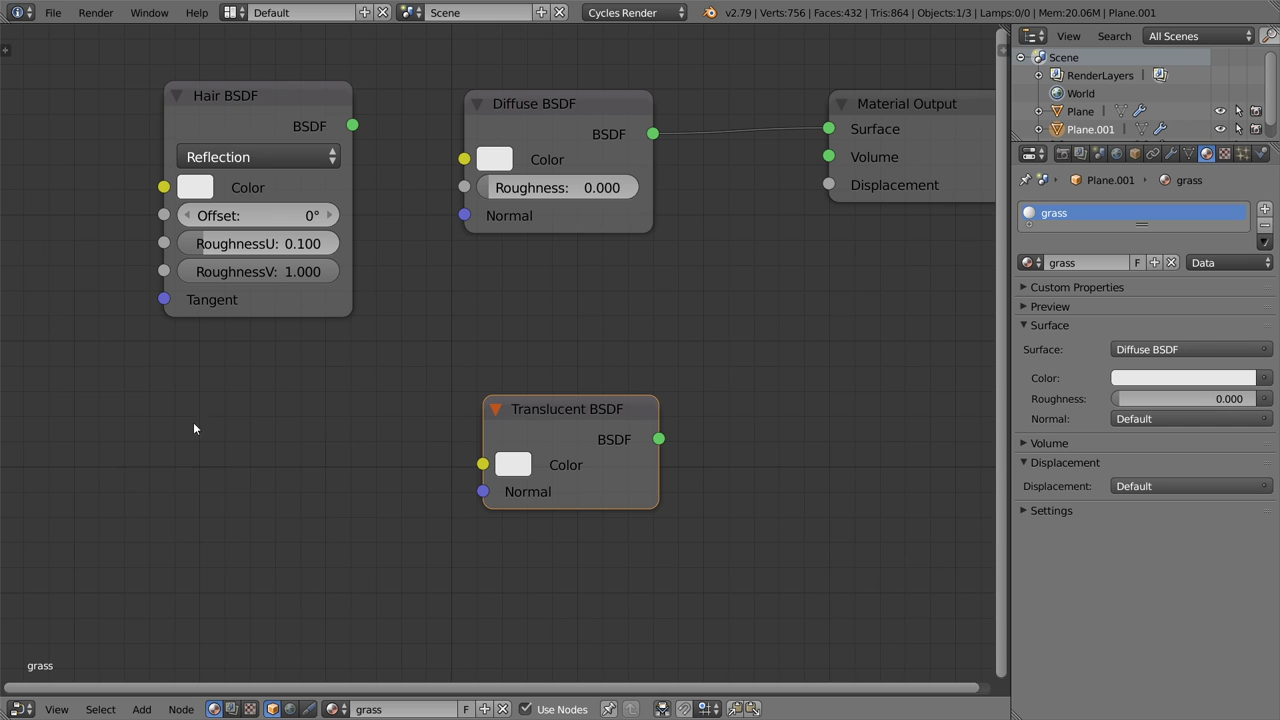 File Render Window Help Default Scene Cycles Render v2.79 | Verts:756 | Faces:432 | Tris:864 | Objects:1/3 | Lamps:0/0 | Mem:20.06M | Plane.001
View Search All Scenes
Scene
RenderLayers
World
Plane
Plane.001
Plane.001 grass
grass
grass F Data
Custom Properties
Preview
Surface
Surface: Diffuse BSDF
Color:
Roughness: 0.000
Normal: Default
Volume
Displacement
Displacement: Default
Settings
Hair BSDF
BSDF
Reflection
Color
Offset: 0°
RoughnessU: 0.100
RoughnessV: 1.000
Tangent
Diffuse BSDF
BSDF
Color
Roughness: 0.000
Normal
Material Output
Surface
Volume
Displacement
Translucent BSDF
BSDF
Color
Normal
grass
View Select Add Node grass F Use Nodes